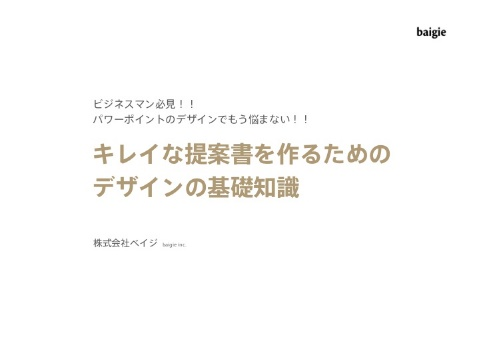 baigie
ビジネスマン必見！！
パワーポイントのデザインでもう悩まない！！
キレイな提案書を作るための
デザインの基礎知識
株式会社ベイジ baigie inc.